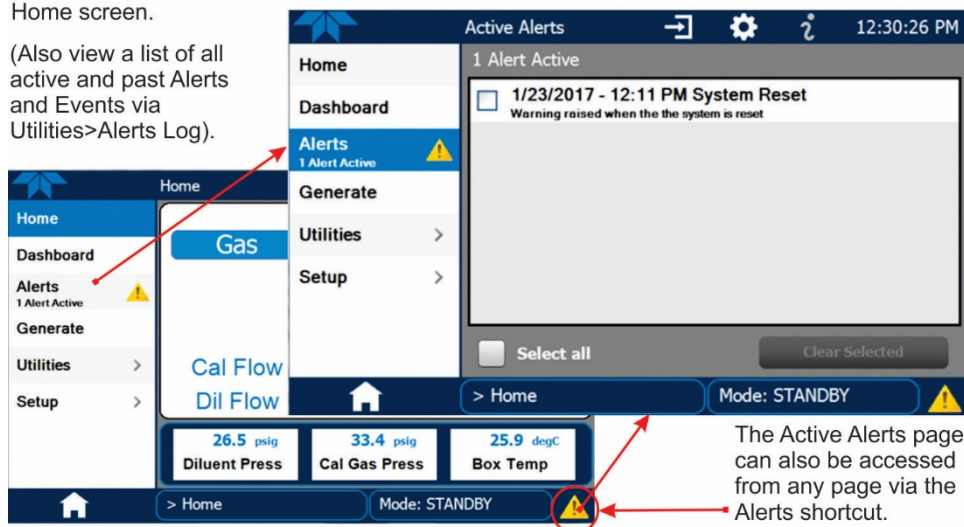 Home screen.
(Also view a list of all
active and past Alerts
and Events via
Utilities>Alerts Log).
Active Alerts
12:30:26 PM
Home
Dashboard
Alerts
1 Alert Active
Generate
Utilities >
Setup >
1 Alert Active
1/23/2017 - 12:11 PM System Reset
Warning raised when the the system is reset
Select all
Clear Selected
> Home
Mode: STANDBY
Home
Home
Dashboard
Alerts
1 Alert Active
Generate
Utilities >
Setup >
Gas
Cal Flow
Dil Flow
26.5 psig
Diluent Press
33.4 psig
Cal Gas Press
25.9 degC
Box Temp
> Home
Mode: STANDBY
The Active Alerts page
can also be accessed
from any page via the
Alerts shortcut.